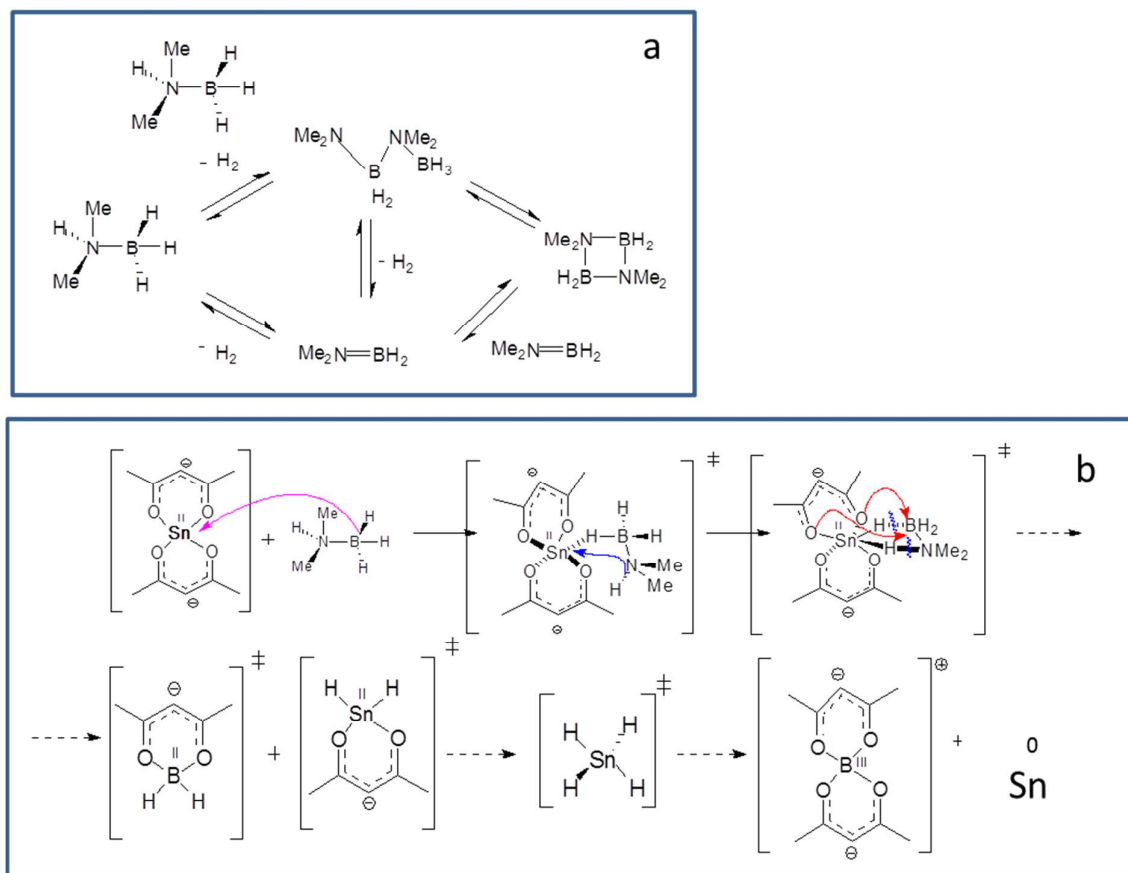 a
Me
H
H
N
B
H
Me
H
- H2
Me2N
NMe2
B
BH3
H2
Me
H
H
N
B
H
Me
H
- H2
Me2N
BH2
H2B
NMe2
- H2
Me2N=BH2
Me2N=BH2
b
⊖
O
O
II
Sn
O
O
⊖
+
Me
H
H
N
B
H
Me
H
‡
⊖
O
O
II
Sn
O
O
H
H
B
H
N
Me
H
Me
⊖
‡
⊖
O
O
II
Sn
O
O
H
BH2
H
NMe2
⊖
‡
⊖
O
O
II
B
H
H
+
‡
H
H
II
Sn
O
O
⊖
‡
H
H
Sn
H
H
⊕
⊖
O
O
BIII
O
O
⊖
+
0
Sn